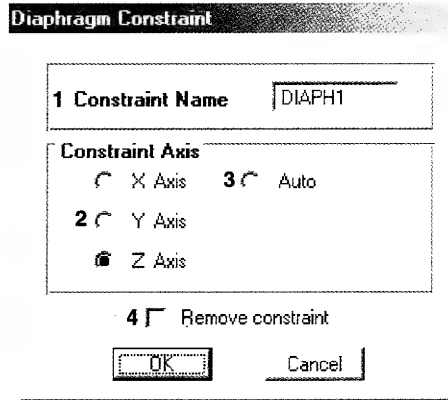 Diaphragm Constraint
1 Constraint Name DIAPH1
Constraint Axis
X Axis 3 Auto
2 Y Axis
Z Axis
4 Remove constraint
OK Cancel